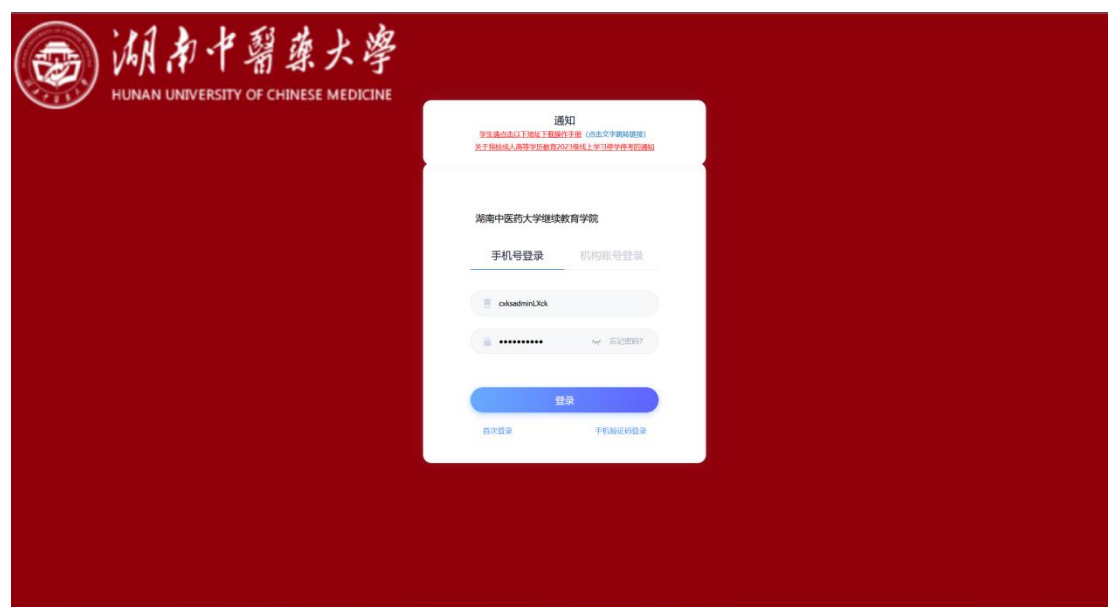 湖南中醫藥大學
HUNAN UNIVERSITY OF CHINESE MEDICINE
通知
学生请点击以下地址下载操作手册（点击文字跳转链接）
关于我校成人高等学历教育2023级线上学习停学停考的通知
湖南中医药大学继续教育学院
手机号登录 机构账号登录
cxksadminLXck
•••••••••• 忘记密码?
登录
首次登录 手机验证码登录